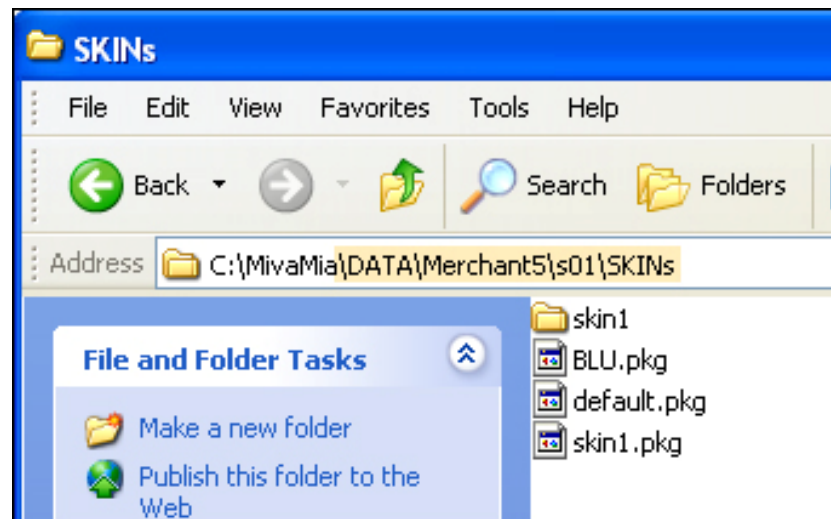 SKINs
File Edit View Favorites Tools Help
Back Search Folders
Address C:\MivaMia\DATA\Merchant5\s01\SKINs
File and Folder Tasks
Make a new folder
Publish this folder to the
Web
skin1
BLU.pkg
default.pkg
skin1.pkg